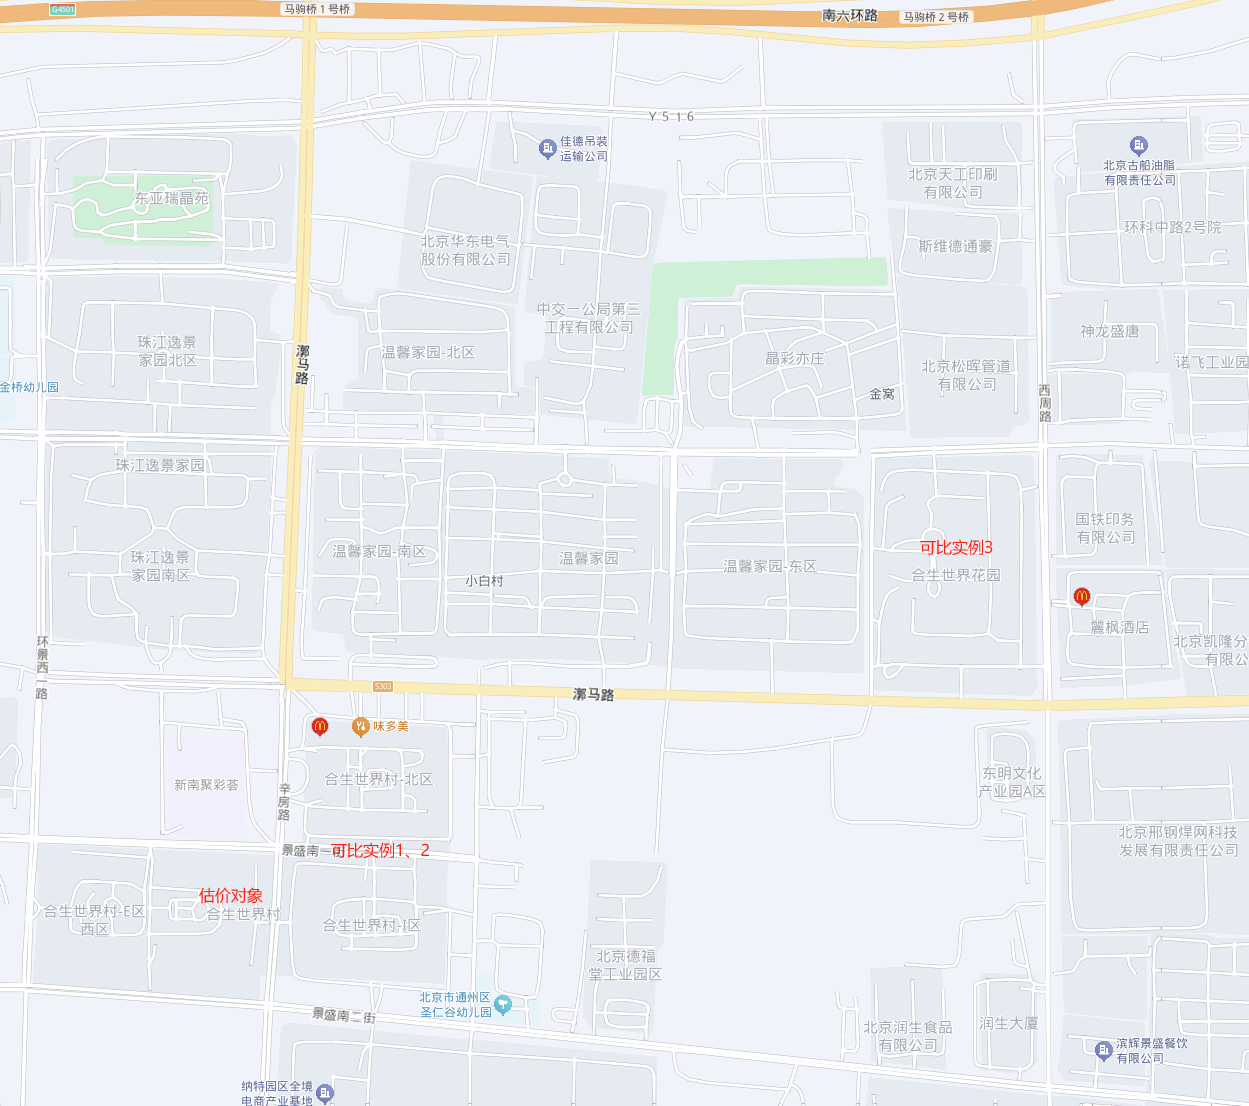 G4501
马驹桥 1 号桥
南六环路
马驹桥 2 号桥
Y516
佳德吊装
运输公司
北京天工印刷
有限公司
北京古船油脂
有限责任公司
东亚瑞晶苑
北京华东电气
股份有限公司
斯维德通豪
环科中路2号院
中交一公局第三
工程有限公司
珠江逸景
家园北区
漷马路
温馨家园-北区
晶彩亦庄
北京松晖管道
有限公司
神龙盛唐
诺飞工业园
金桥幼儿园
金窝
西周路
珠江逸景家园
珠江逸景
家园南区
温馨家园-南区
小白村
温馨家园
温馨家园-东区
可比实例3
合生世界花园
国铁印务
有限公司
麗枫酒店
北京凯隆分
有限公
环景西一路
S303
漷马路
味多美
合生世界村-北区
新南聚彩荟
辛房路
东明文化
产业园A区
北京邢钢焊网科技
发展有限责任公司
景盛南一街
可比实例1、2
估价对象
合生世界村
合生世界村-E区
西区
合生世界村-I区
北京德福
堂工业园区
北京市通州区
圣仁谷幼儿园
景盛南二街
北京润生食品
有限公司
润生大厦
滨辉景盛餐饮
有限公司
纳特园区全境
电商产业基地